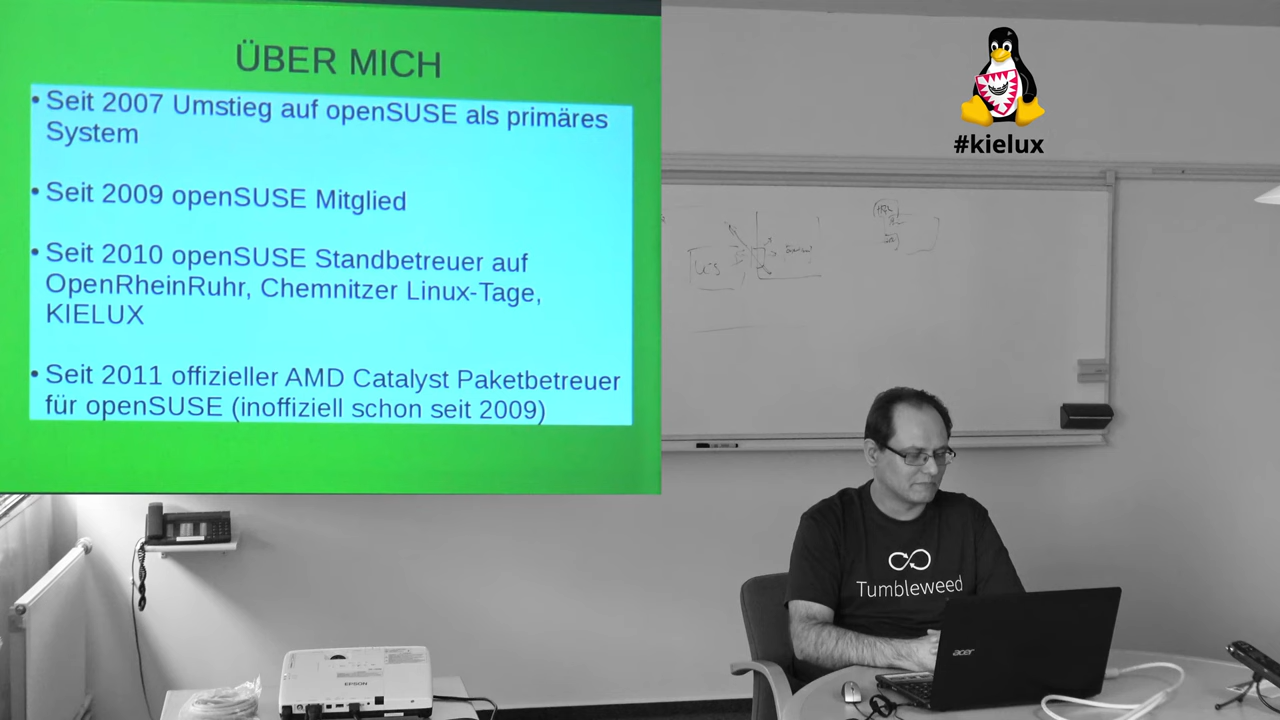 ÜBER MICH
• Seit 2007 Umstieg auf openSUSE als primäres
System
• Seit 2009 openSUSE Mitglied
• Seit 2010 openSUSE Standbetreuer auf
OpenRheinRuhr, Chemnitzer Linux-Tage,
KIELUX
• Seit 2011 offizieller AMD Catalyst Paketbetreuer
für openSUSE (inoffiziell schon seit 2009)
#kielux
Tumbleweed
acer
EPSON